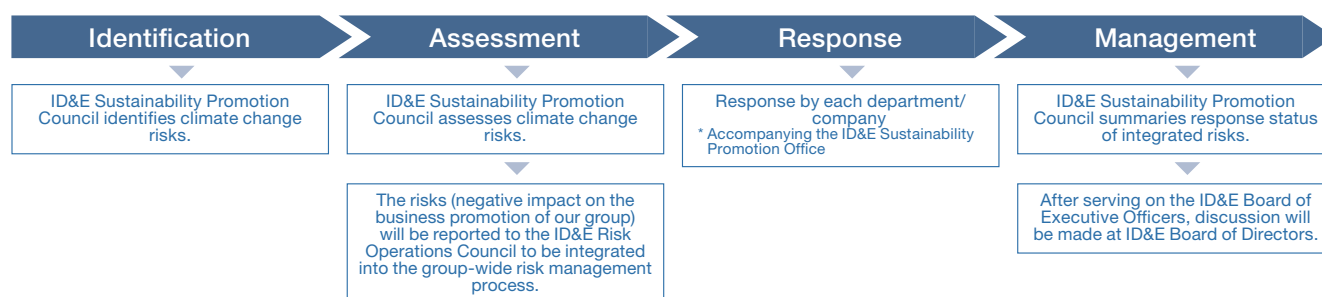 Identification
Assessment
Response
Management
ID&E Sustainability Promotion
Council identifies climate change
risks.
ID&E Sustainability Promotion
Council assesses climate change
risks.
The risks (negative impact on the
business promotion of our group)
will be reported to the ID&E Risk
Operations Council to be integrated
into the group-wide risk management
process.
Response by each department/
company
* Accompanying the ID&E Sustainability
Promotion Office
ID&E Sustainability Promotion
Council summaries response status
of integrated risks.
After serving on the ID&E Board of
Executive Officers, discussion will
be made at ID&E Board of Directors.